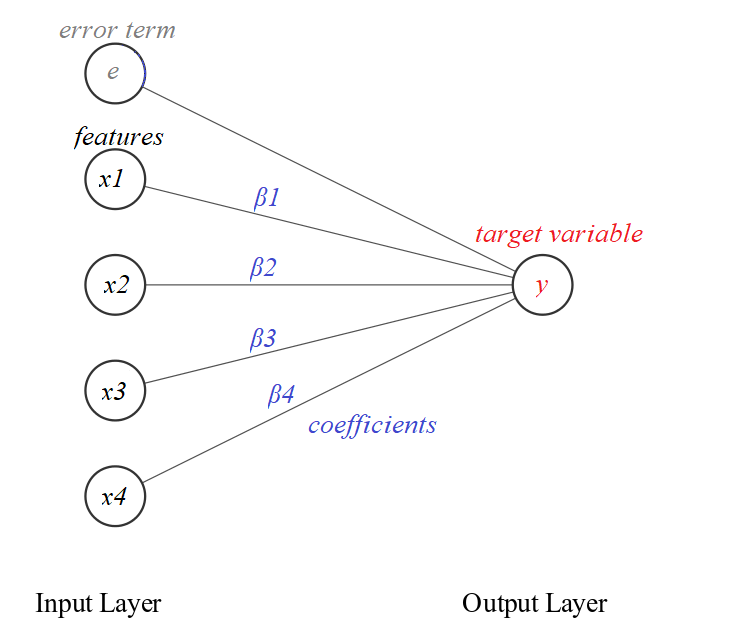 error term
e
features
x1
β1
target variable
β2
x2
y
β3
x3
β4
coefficients
x4
Input Layer
Output Layer